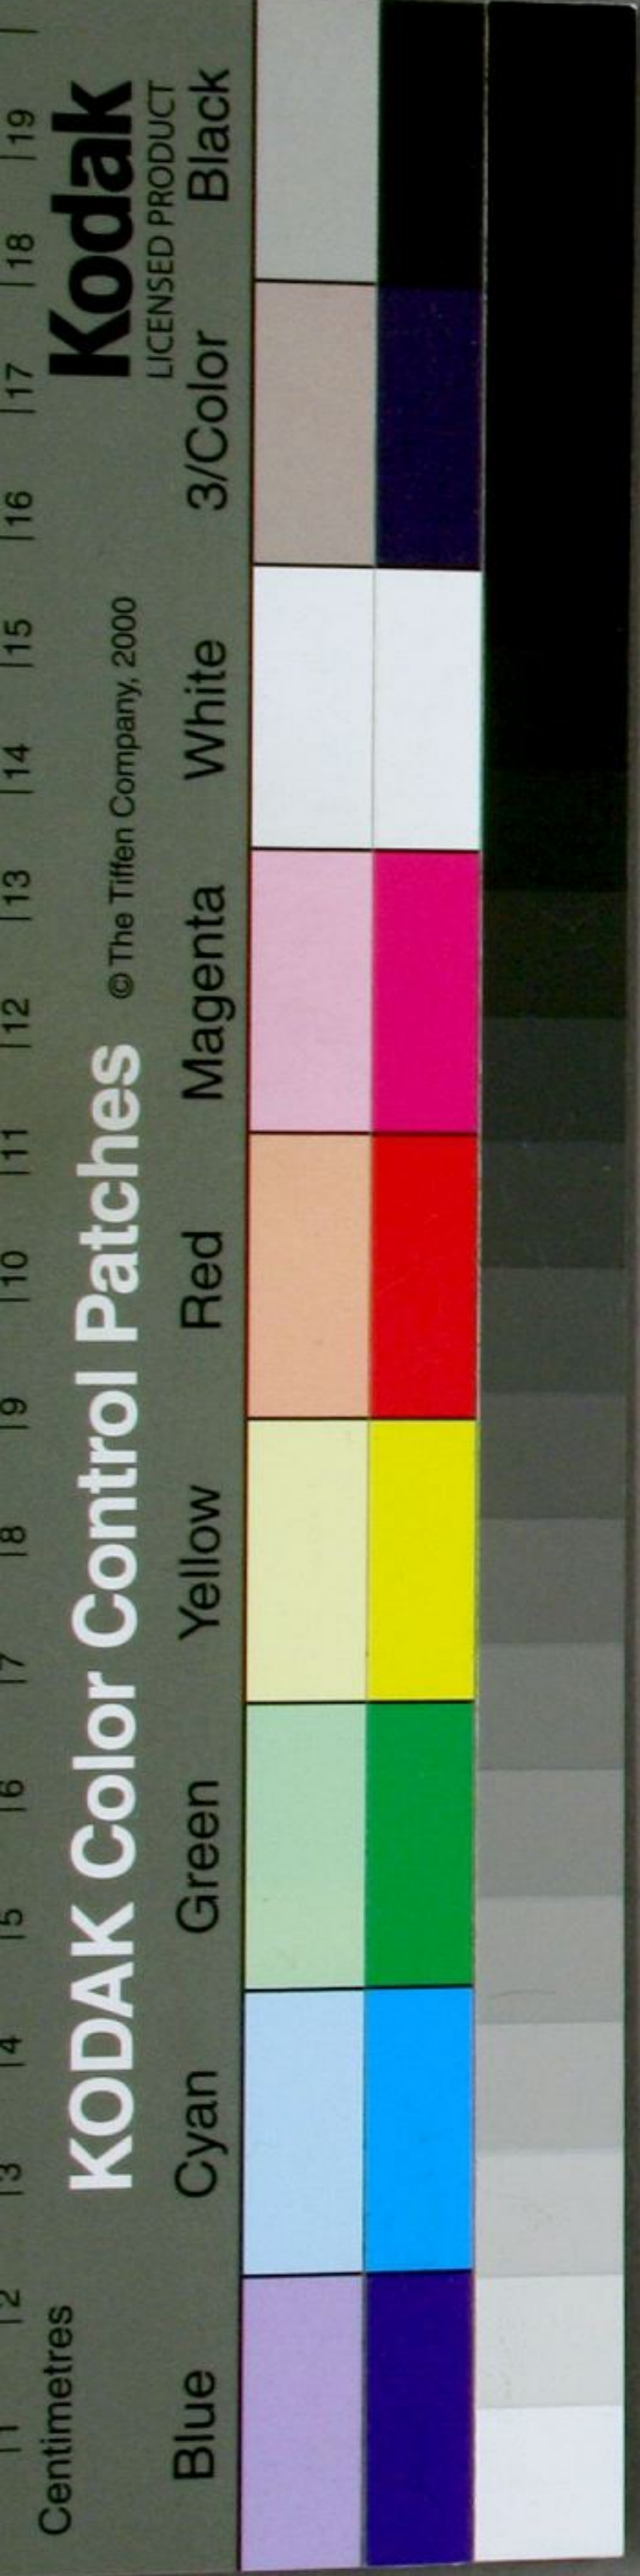 Centimetres
1 2 3 4 5 6 7 8 9 10 11 12 13 14 15 16 17 18 19
KODAK Color Control Patches © The Tiffen Company, 2000
Kodak
LICENSED PRODUCT
Blue Cyan Green Yellow Red Magenta White 3/Color Black